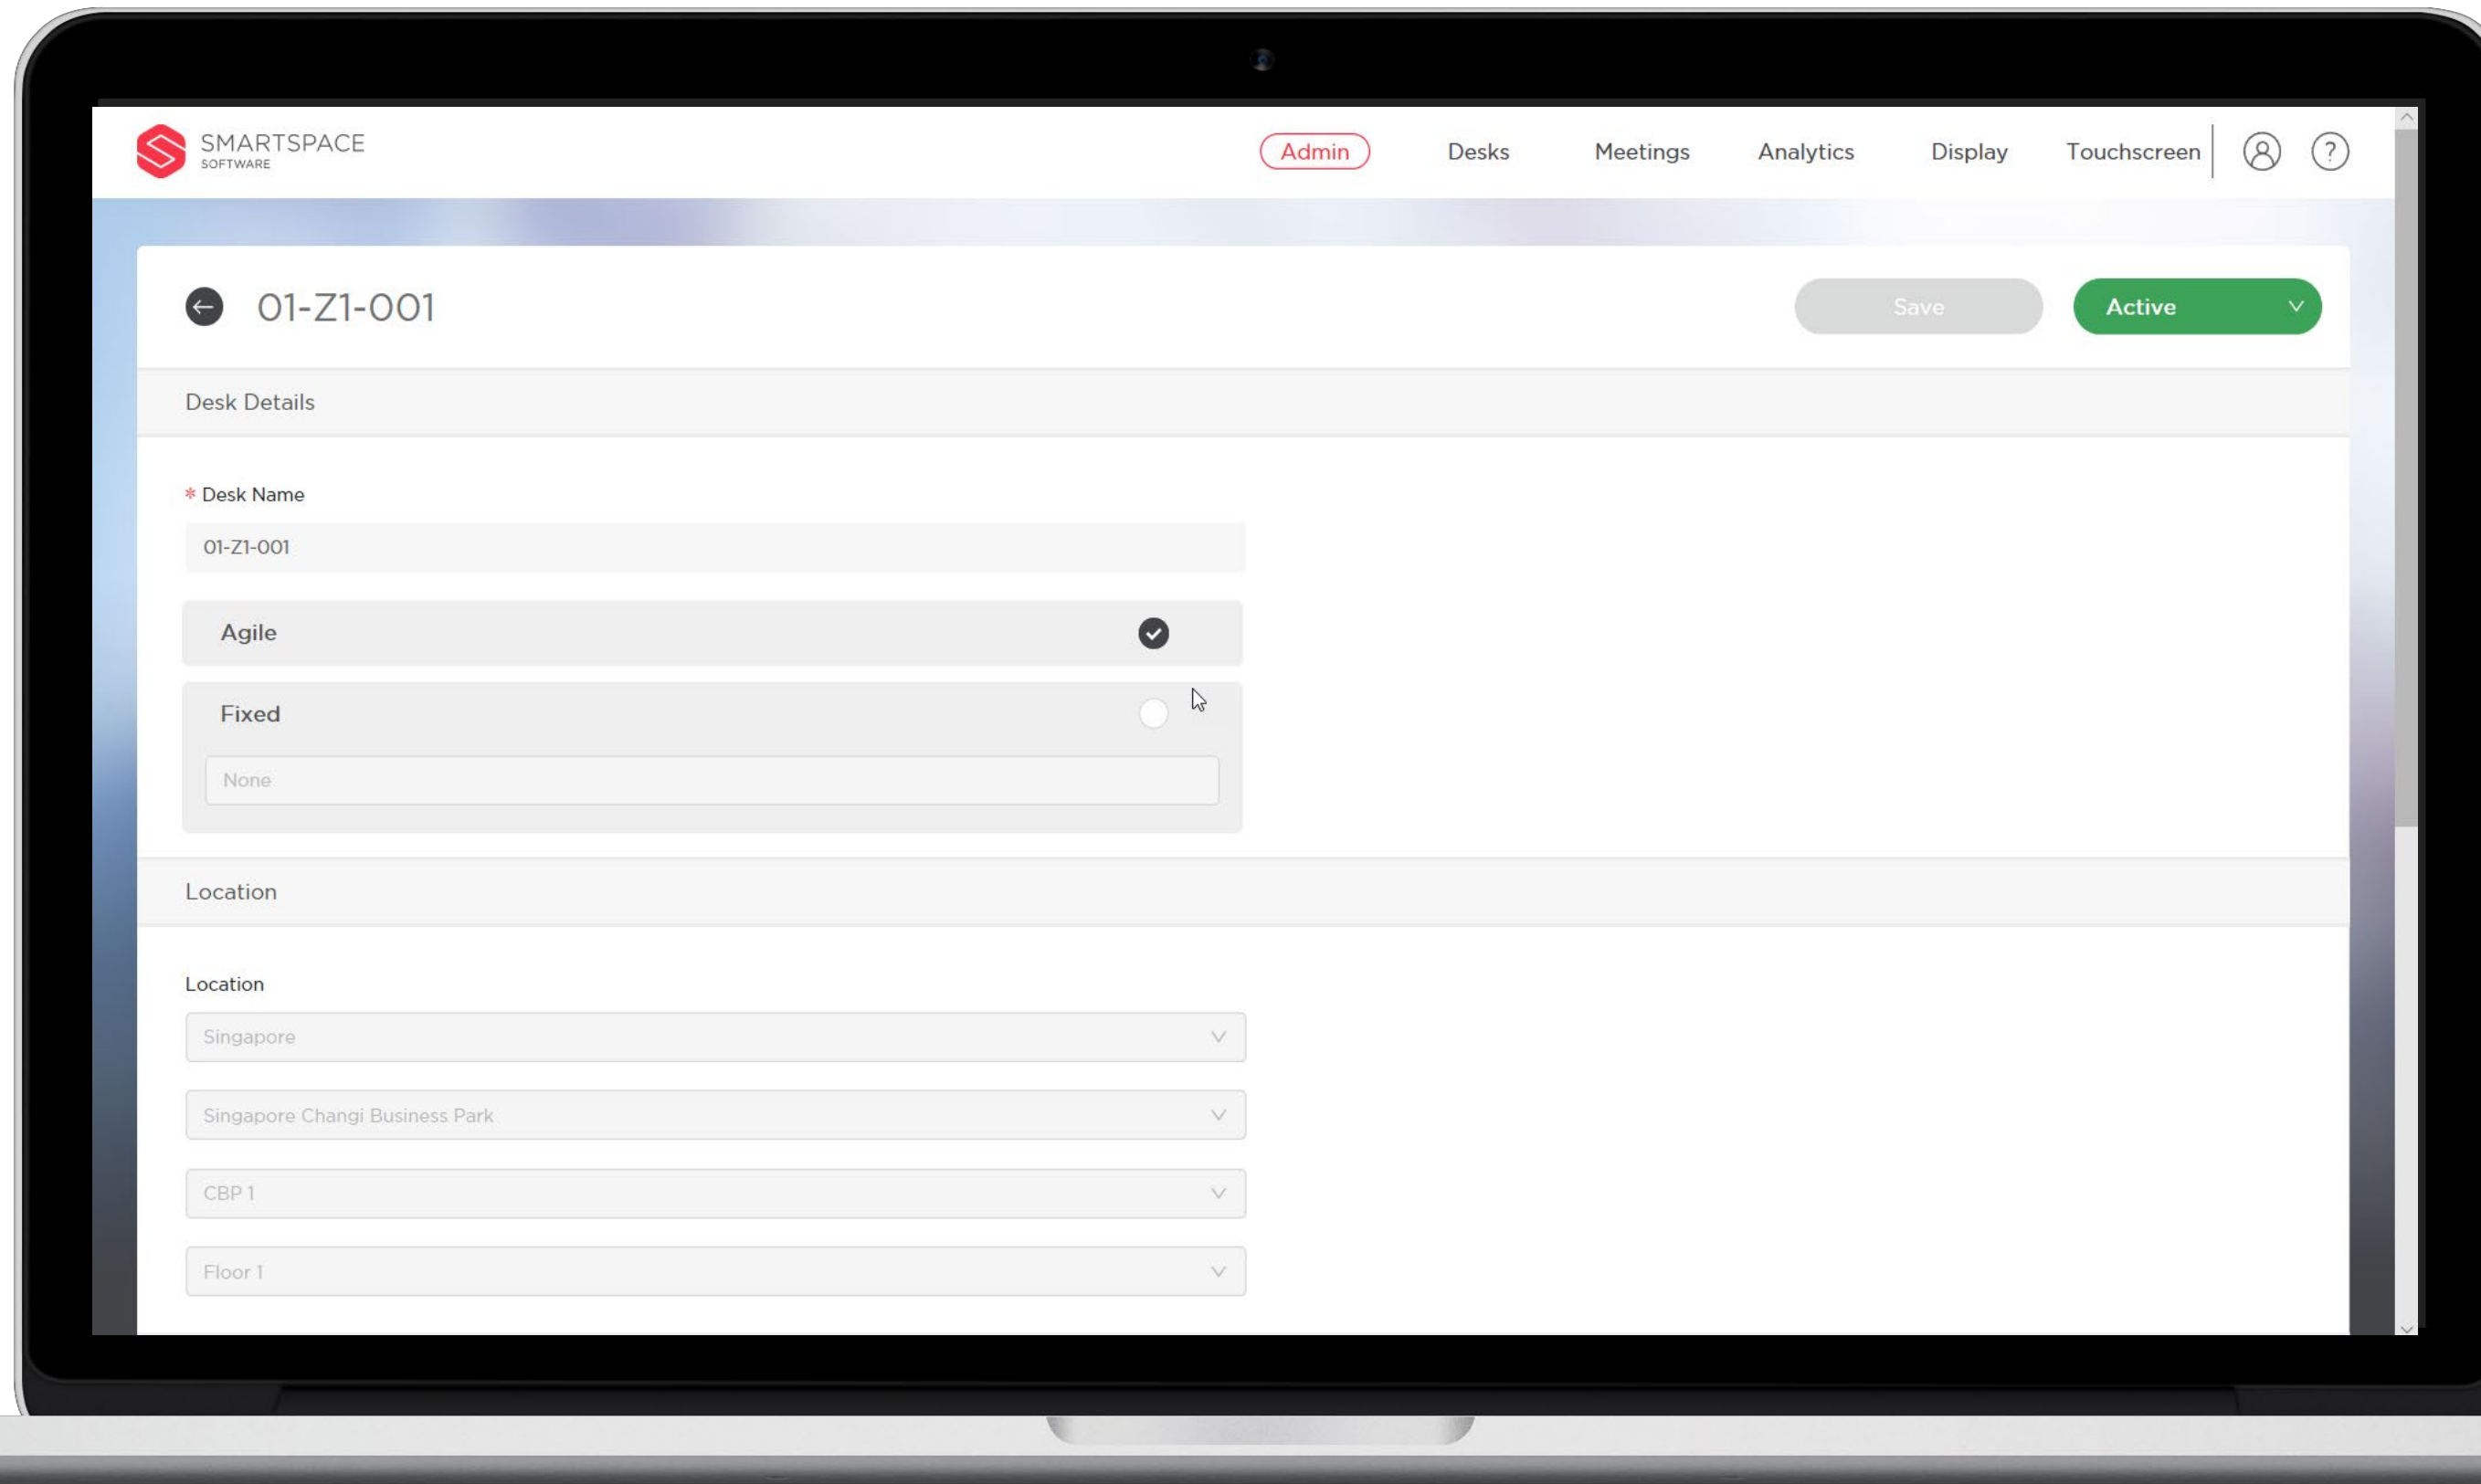 SMARTSPACE
SOFTWARE
Admin Desks Meetings Analytics Display Touchscreen ?
01-Z1-001
Save
Active
Desk Details
* Desk Name
01-Z1-001
Agile
Fixed
None
Location
Location
Singapore
Singapore Changi Business Park
CBP 1
Floor 1